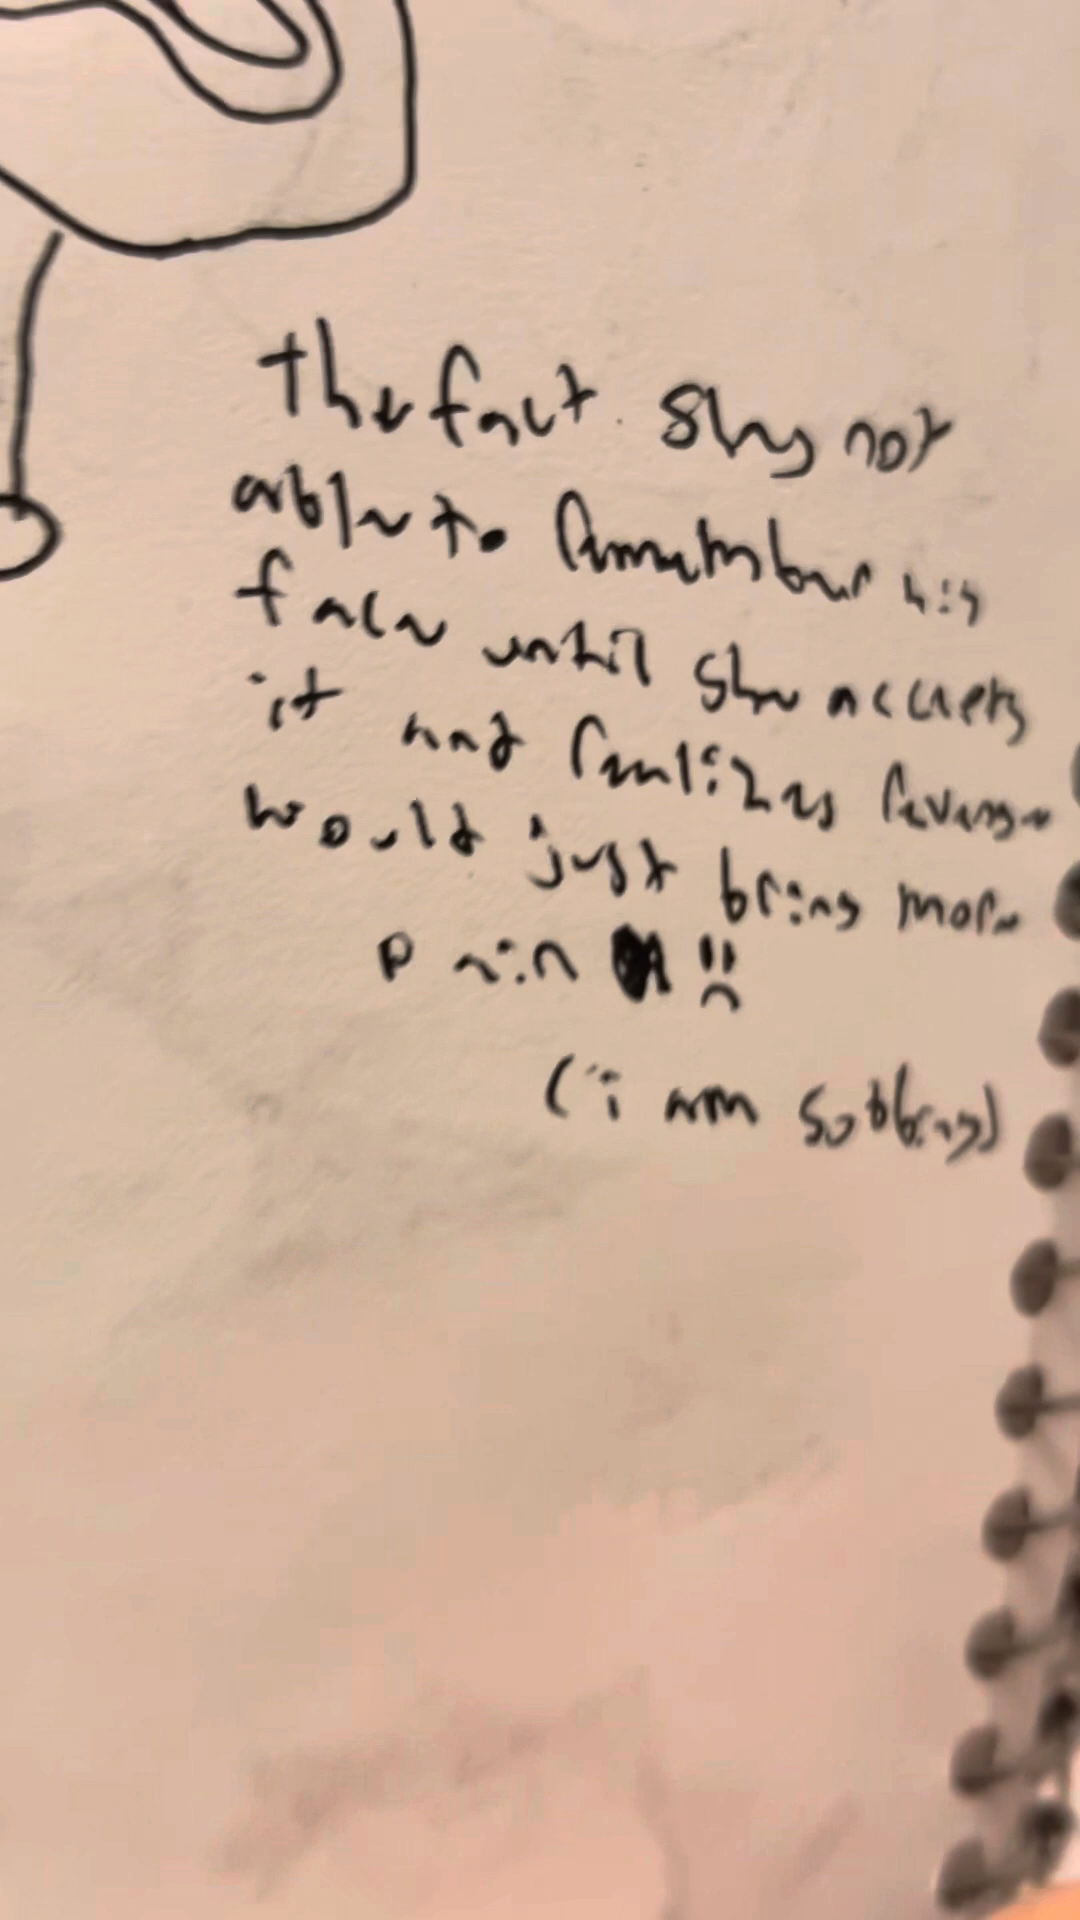 the fact shes not
able to remember his
face until she accepts
it and realizes revenge
would just bring more
pain :(
(i am sobbing)